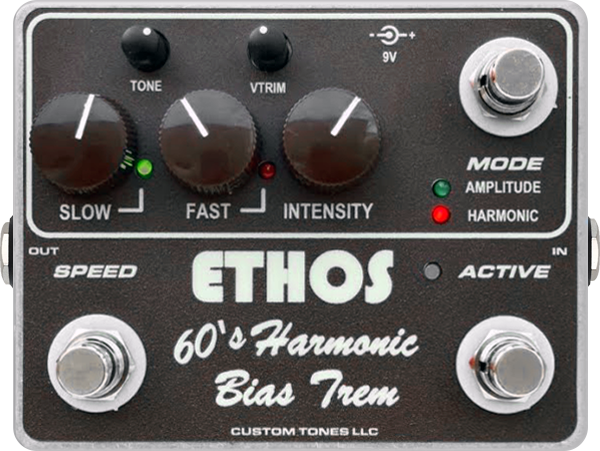 TONE
VTRIM
- +
9V
SLOW
FAST
INTENSITY
MODE
AMPLITUDE
HARMONIC
OUT
IN
SPEED
ETHOS
ACTIVE
60's Harmonic
Bias Trem
CUSTOM TONES LLC